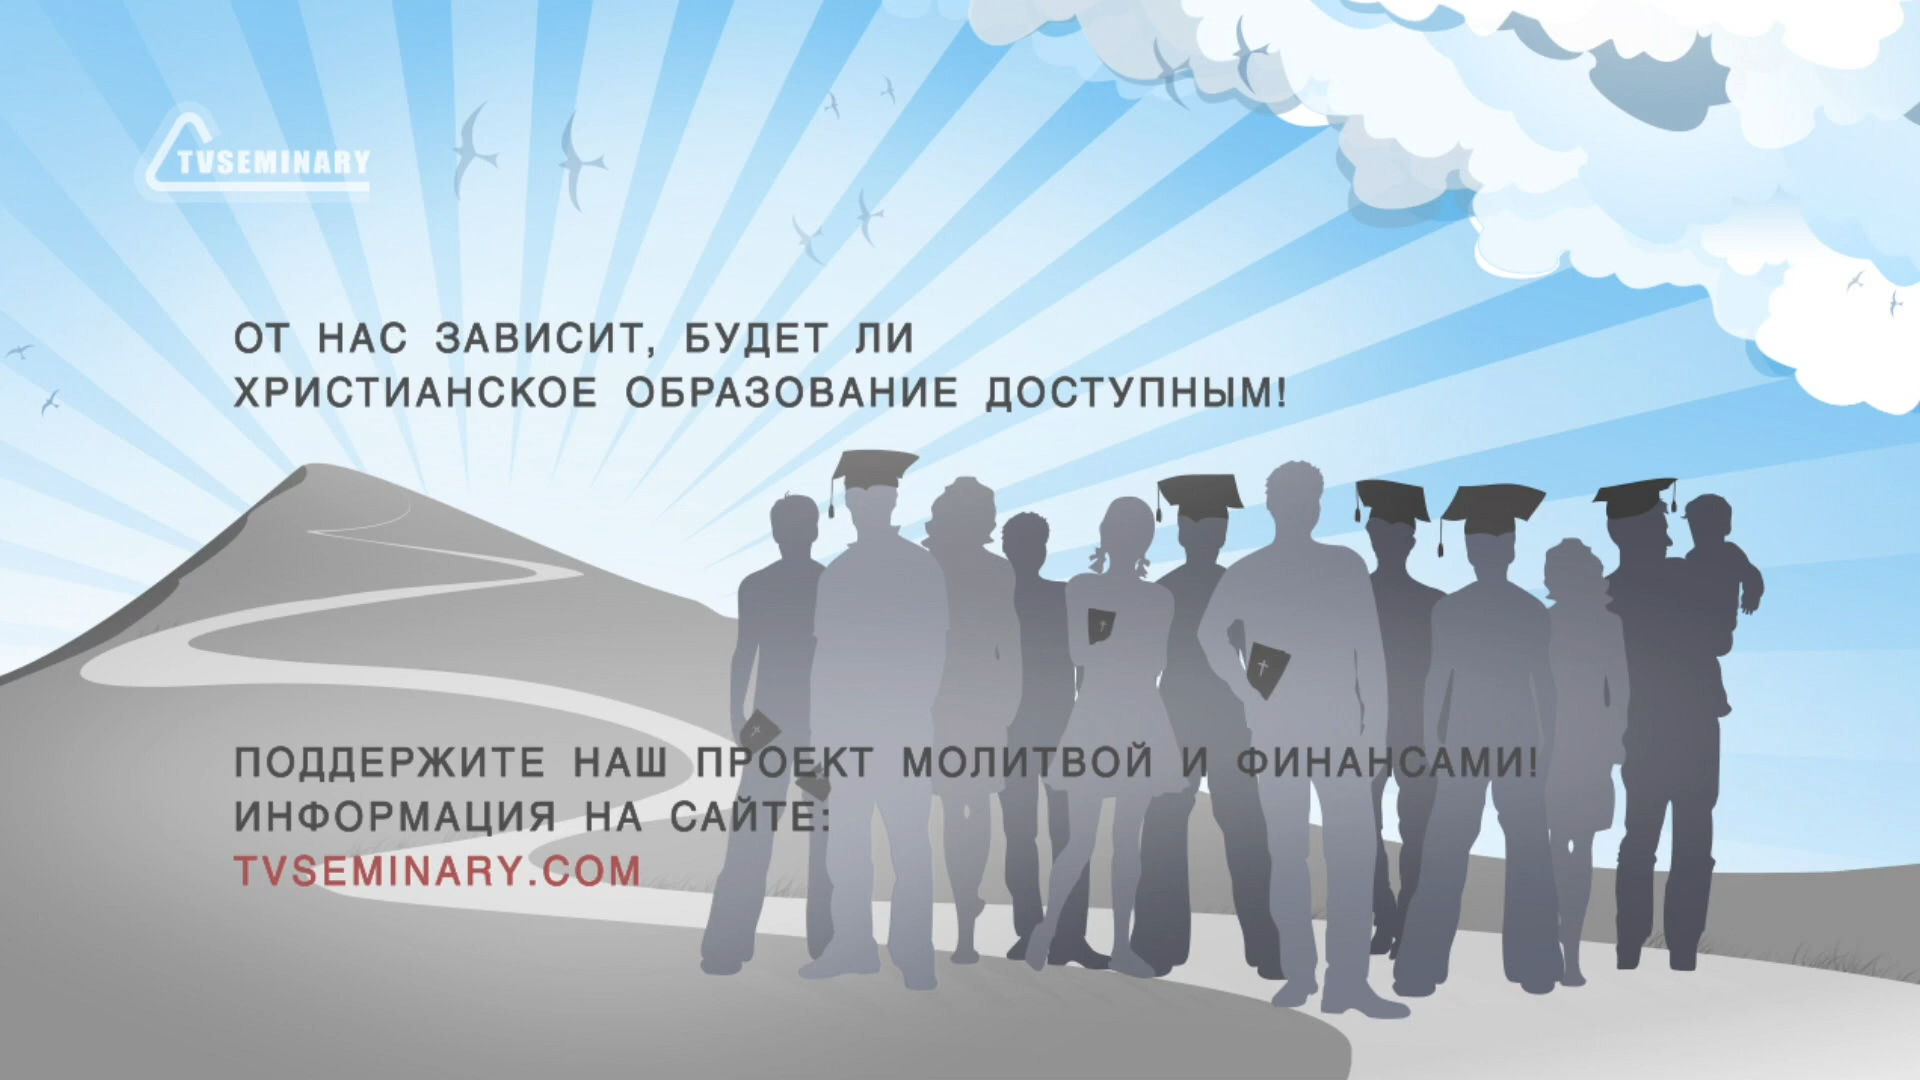 TVSEMINARY
ОТ НАС ЗАВИСИТ, БУДЕТ ЛИ
ХРИСТИАНСКОЕ ОБРАЗОВАНИЕ ДОСТУПНЫМ!
ПОДДЕРЖИТЕ НАШ ПРОЕКТ МОЛИТВОЙ И ФИНАНСАМИ!
ИНФОРМАЦИЯ НА САЙТЕ:
TVSEMINARY.COM